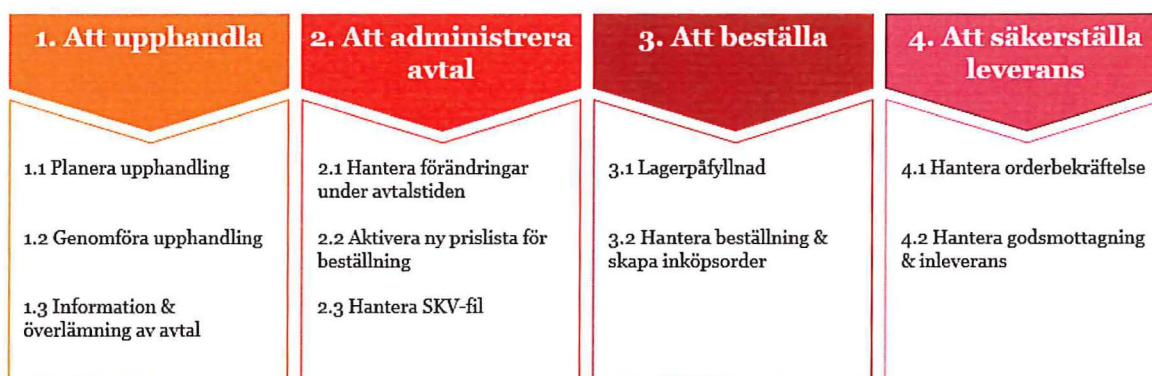 1. Att upphandla
1.1 Planera upphandling
1.2 Genomföra upphandling
1.3 Information &
överlämning av avtal
2. Att administrera
avtal
2.1 Hantera förändringar
under avtalstiden
2.2 Aktivera ny prislista för
beställning
2.3 Hantera SKV-fil
3. Att beställa
3.1 Lagerpåfyllnad
3.2 Hantera beställning &
skapa inköpsorder
4. Att säkerställa
leverans
4.1 Hantera orderbekräftelse
4.2 Hantera godsmottagning
& inleverans